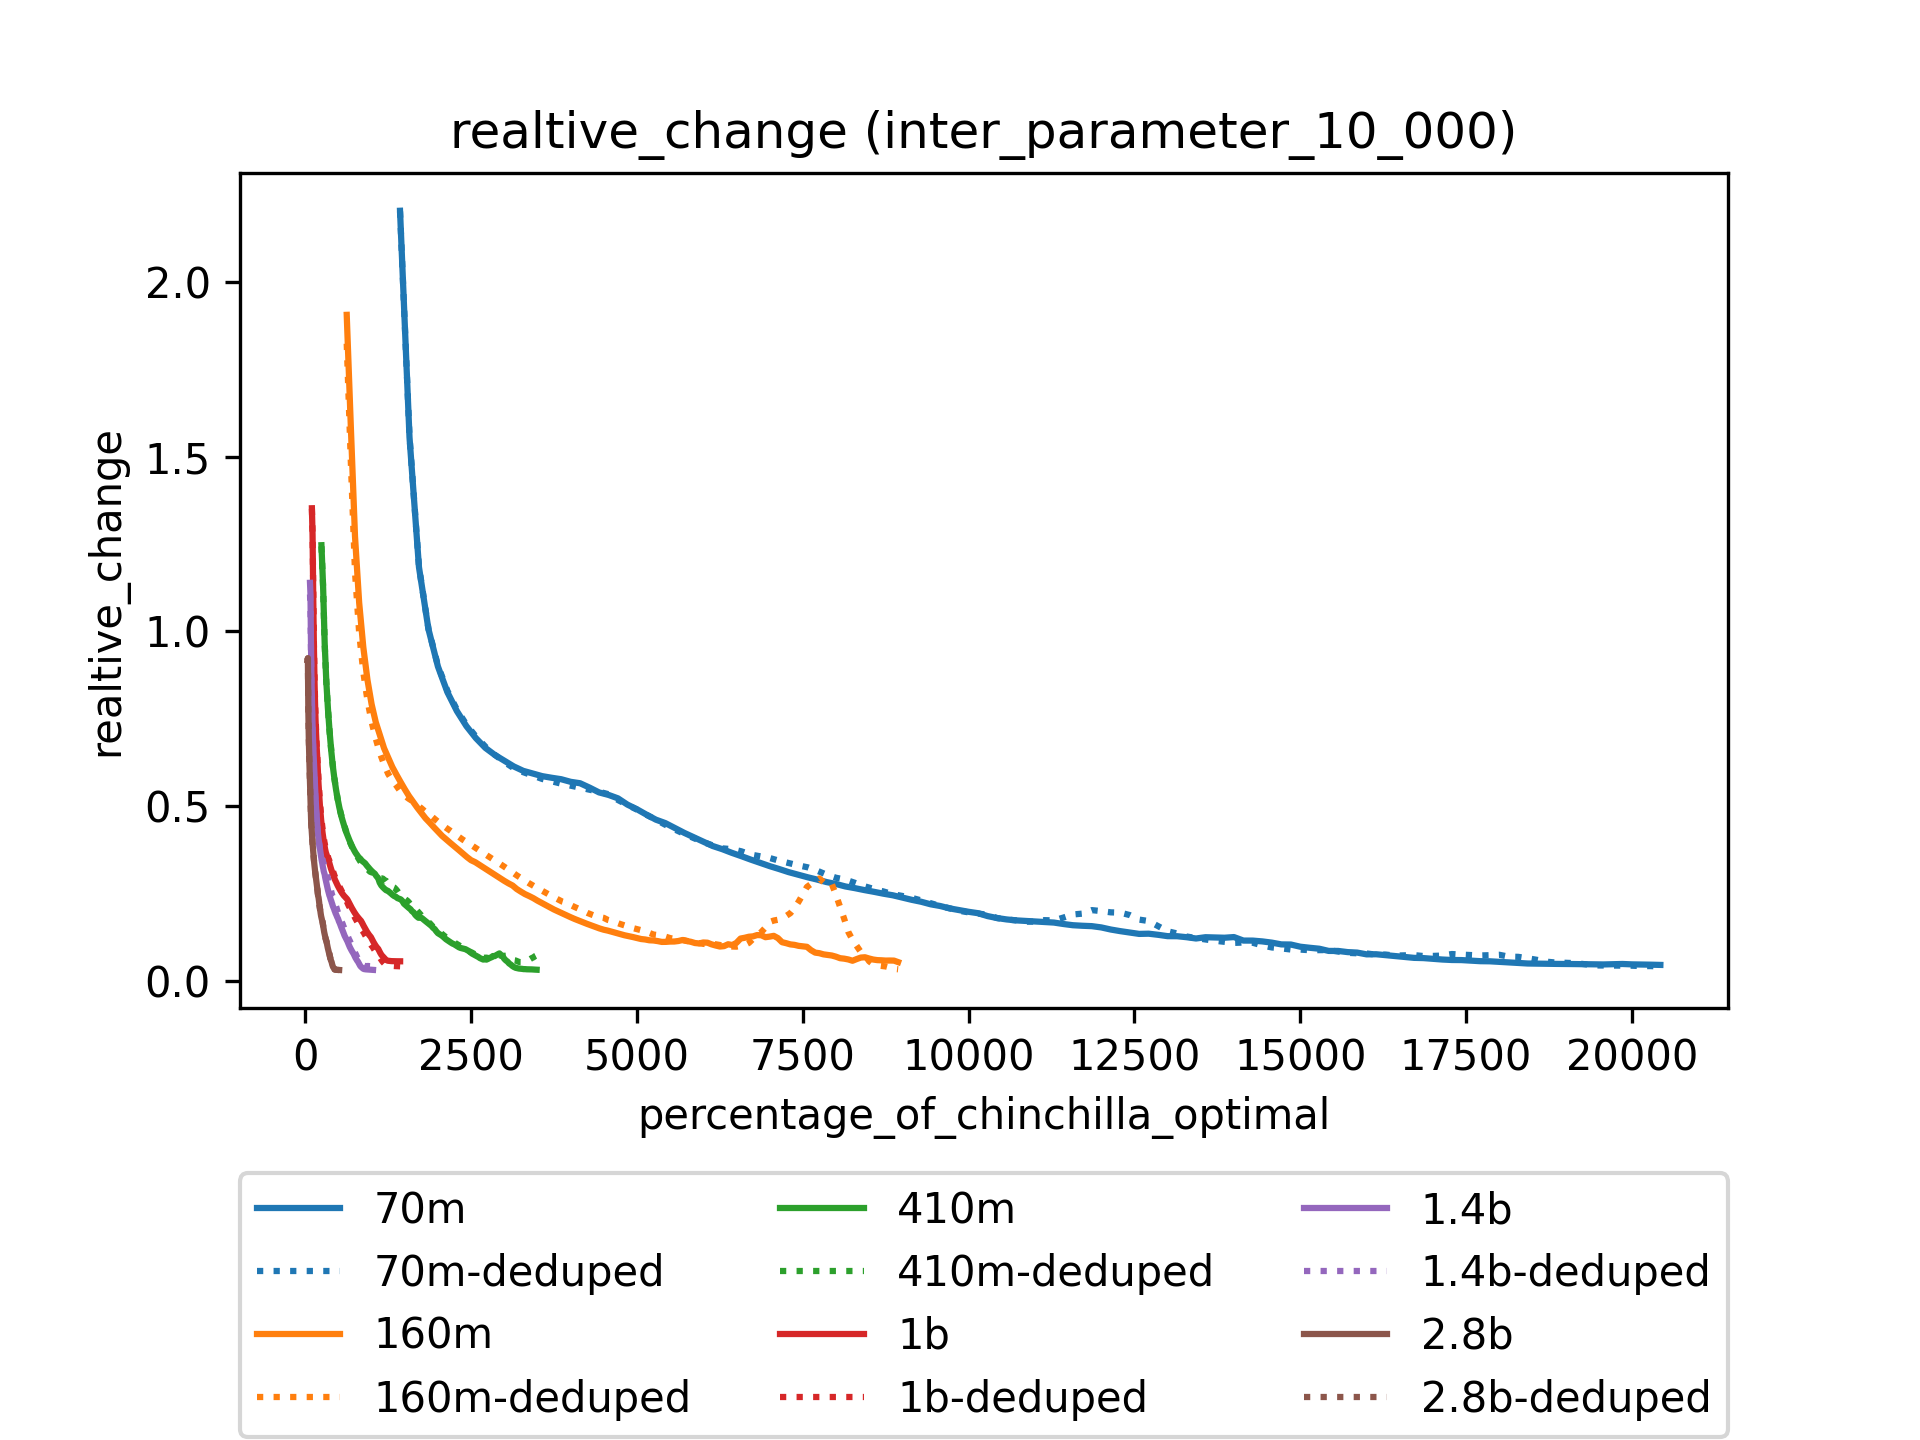 realtive_change (inter_parameter_10_000)
realtive_change
2.0
1.5
1.0
0.5
0.0
0 2500 5000 7500 10000 12500 15000 17500 20000
percentage_of_chinchilla_optimal
70m
70m-deduped
160m
160m-deduped
410m
410m-deduped
1b
1b-deduped
1.4b
1.4b-deduped
2.8b
2.8b-deduped